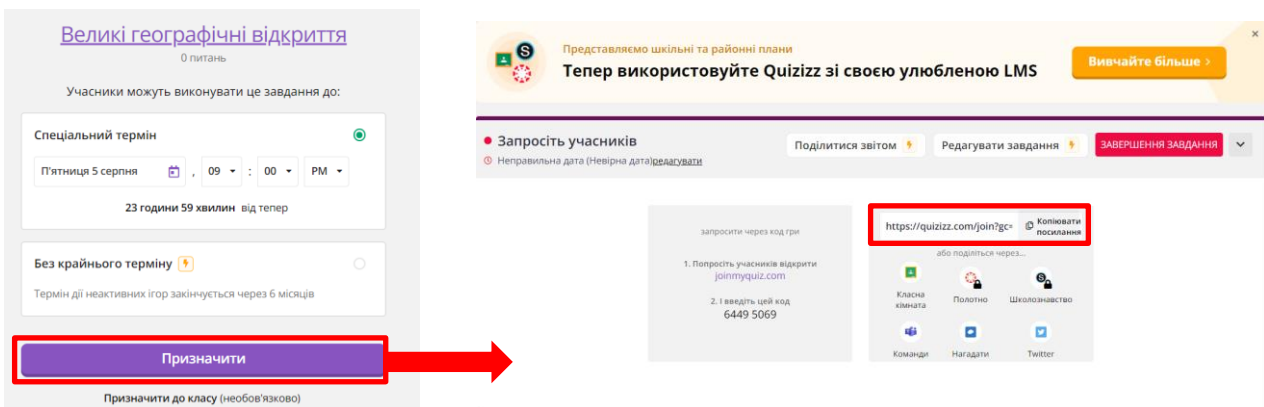 Великі географічні відкриття
0 питань
Учасники можуть виконувати це завдання до:
Спеціальний термін
П'ятниця 5 серпня , 09 : 00 PM
23 години 59 хвилин від тепер
Без крайнього терміну
Термін дії неактивних ігор закінчується через 6 місяців
Призначити
Призначити до класу (необов'язково)
Представляємо шкільні та районні плани
Тепер використовуйте Quizizz зі своєю улюбленою LMS
Вивчайте більше >
Запросіть учасників
Неправильна дата (Невірна дата)редагувати
Поділитися звітом
Редагувати завдання
ЗАВЕРШЕННЯ ЗАВДАННЯ
запросити через код гри
1. Попросіть учасників відкрити
joinmyquiz.com
2. І введіть цей код
6449 5069
https://quizizz.com/join?gc=
Копіювати
посилання
або поділіться через...
Класна
кімната
Полотно
Школознавство
Команди
Нагадати
Twitter